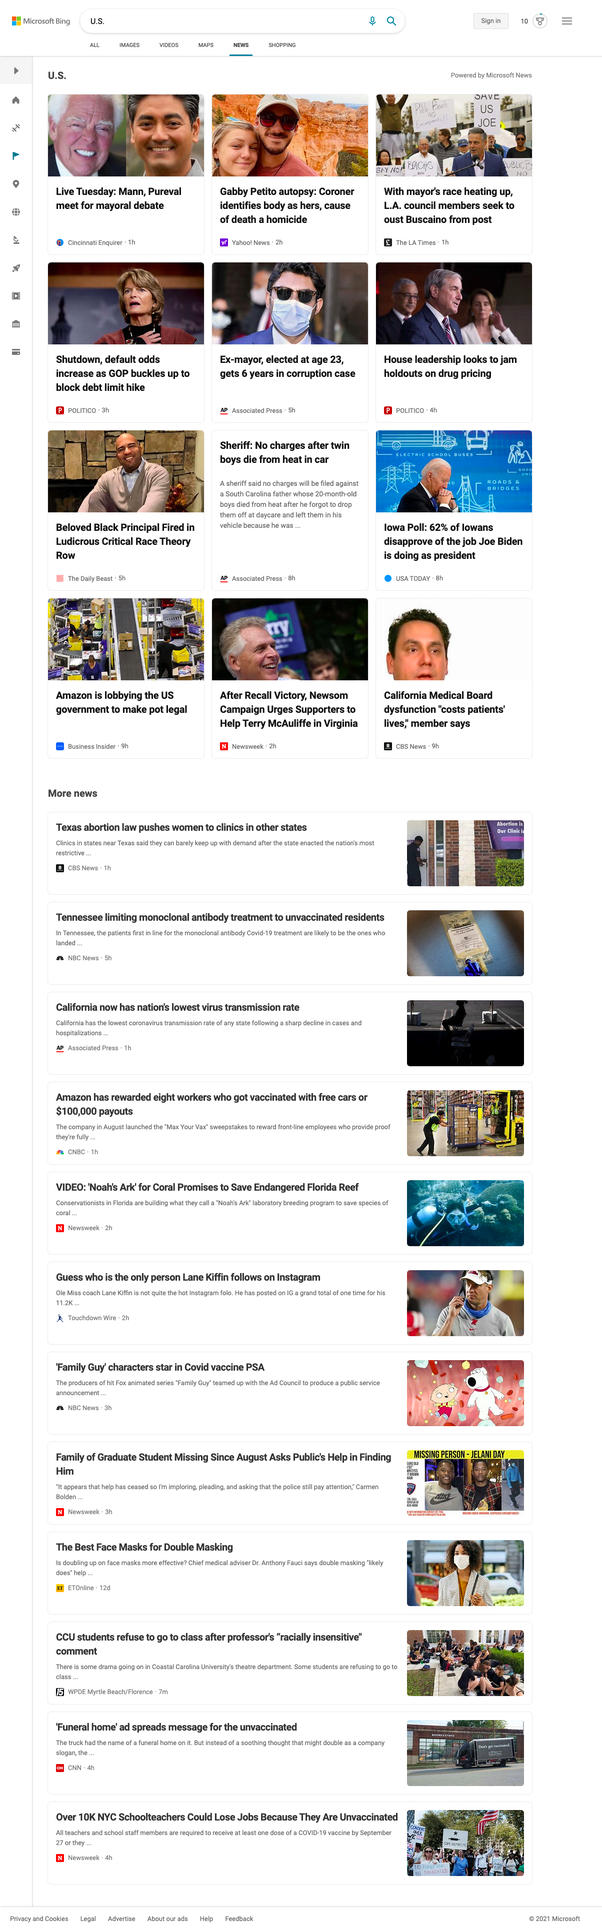 Microsoft Bing
U.S.
Sign in
10
ALL IMAGES VIDEOS MAPS NEWS SHOPPING
U.S.
Powered by Microsoft News
Live Tuesday: Mann, Pureval
meet for mayoral debate
Cincinnati Enquirer · 1h
Gabby Petito autopsy: Coroner
identifies body as hers, cause
of death a homicide
Yahoo! News · 2h
SAVE
US
JOE
With mayor's race heating up,
L.A. council members seek to
oust Buscaino from post
The LA Times · 1h
Shutdown, default odds
increase as GOP buckles up to
block debt limit hike
POLITICO · 3h
Ex-mayor, elected at age 23,
gets 6 years in corruption case
AP Associated Press · 5h
House leadership looks to jam
holdouts on drug pricing
POLITICO · 4h
Beloved Black Principal Fired in
Ludicrous Critical Race Theory
Row
The Daily Beast · 5h
Sheriff: No charges after twin
boys die from heat in car
A sheriff said no charges will be filed against
a South Carolina father whose 20-month-old
boys died from heat after he forgot to drop
them off at daycare and left them in his
vehicle because he was ...
AP Associated Press · 8h
ELECTRIC SCHOOL BUSES
ROADS &
BRIDGES
Iowa Poll: 62% of Iowans
disapprove of the job Joe Biden
is doing as president
USA TODAY · 8h
Amazon is lobbying the US
government to make pot legal
Business Insider · 9h
After Recall Victory, Newsom
Campaign Urges Supporters to
Help Terry McAuliffe in Virginia
N Newsweek · 2h
California Medical Board
dysfunction "costs patients'
lives," member says
CBS News · 9h
More news
Texas abortion law pushes women to clinics in other states
Clinics in states near Texas said they can barely keep up with demand after the state enacted the nation's most
restrictive ...
CBS News · 1h
Abortion is
Our Clinic
Tennessee limiting monoclonal antibody treatment to unvaccinated residents
In Tennessee, the patients first in line for the monoclonal antibody Covid-19 treatment are likely to be the ones who
landed ...
NBC News · 5h
California now has nation's lowest virus transmission rate
California has the lowest coronavirus transmission rate of any state following a sharp decline in cases and
hospitalizations ...
AP Associated Press · 1h
Amazon has rewarded eight workers who got vaccinated with free cars or
$100,000 payouts
The company in August launched the "Max Your Vax" sweepstakes to reward front-line employees who provide proof
they're fully ...
CNBC · 1h
VIDEO: 'Noah's Ark' for Coral Promises to Save Endangered Florida Reef
Conservationists in Florida are building what they call a "Noah's Ark" laboratory breeding program to save species of
coral ...
N Newsweek · 2h
Guess who is the only person Lane Kiffin follows on Instagram
Ole Miss coach Lane Kiffin is not quite the hot Instagram folo. He has posted on IG a grand total of one time for his
11.2K ...
Touchdown Wire · 2h
'Family Guy' characters star in Covid vaccine PSA
The producers of hit Fox animated series "Family Guy" teamed up with the Ad Council to produce a public service
announcement ...
NBC News · 3h
Family of Graduate Student Missing Since August Asks Public's Help in Finding
Him
"It appears that help has ceased so I'm imploring, pleading, and asking that the police still pay attention," Carmen
Bolden ...
N Newsweek · 3h
MISSING PERSON - JELANI DAY
The Best Face Masks for Double Masking
Is doubling up on face masks more effective? Chief medical adviser Dr. Anthony Fauci says double masking "likely
does" help ...
ET ETOnline · 12d
CCU students refuse to go to class after professor's "racially insensitive"
comment
There is some drama going on in Coastal Carolina University's theatre department. Some students are refusing to go to
class ...
WPDE Myrtle Beach/Florence · 7m
'Funeral home' ad spreads message for the unvaccinated
The truck had the name of a funeral home on it. But instead of a soothing thought that might double as a company
slogan, the ...
CNN CNN · 4h
Over 10K NYC Schoolteachers Could Lose Jobs Because They Are Unvaccinated
All teachers and school staff members are required to receive at least one dose of a COVID-19 vaccine by September
27 or they ...
N Newsweek · 4h
Privacy and Cookies Legal Advertise About our ads Help Feedback
© 2021 Microsoft